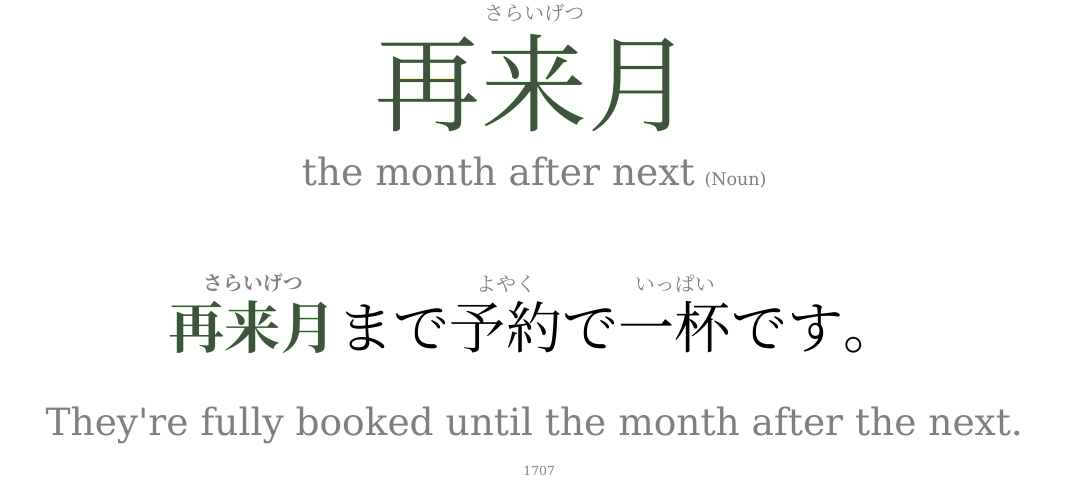 さらいげつ
再来月
the month after next (Noun)
さらいげつ よやく いっぱい
再来月まで予約で一杯です。
They're fully booked until the month after the next.
1707